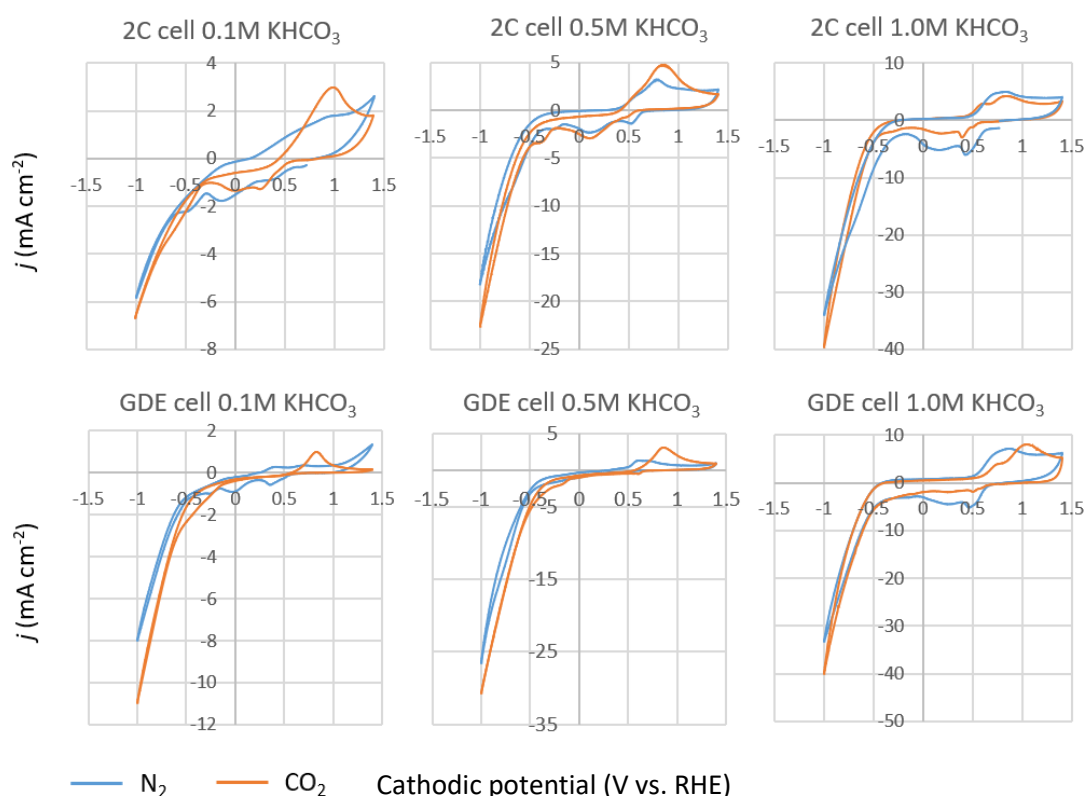 2C cell 0.1M KHCO₃
4
2
0
-1.5 -1 -0.5 0 0.5 1 1.5
-2
-4
-6
-8
j (mA cm⁻²)
2C cell 0.5M KHCO₃
5
0
-1.5 -1 -0.5 0 0.5 1 1.5
-5
-10
-15
-20
-25
2C cell 1.0M KHCO₃
10
0
-1.5 -1 -0.5 0 0.5 1 1.5
-10
-20
-30
-40
GDE cell 0.1M KHCO₃
2
0
-1.5 -1 -0.5 0 0.5 1 1.5
-2
-4
-6
-8
-10
-12
j (mA cm⁻²)
GDE cell 0.5M KHCO₃
5
-1.5 -1 -0.5 0 0.5 1 1.5
-5
-15
-25
-35
GDE cell 1.0M KHCO₃
10
0
-1.5 -1 -0.5 0 0.5 1 1.5
-10
-20
-30
-40
-50
N₂ CO₂ Cathodic potential (V vs. RHE)